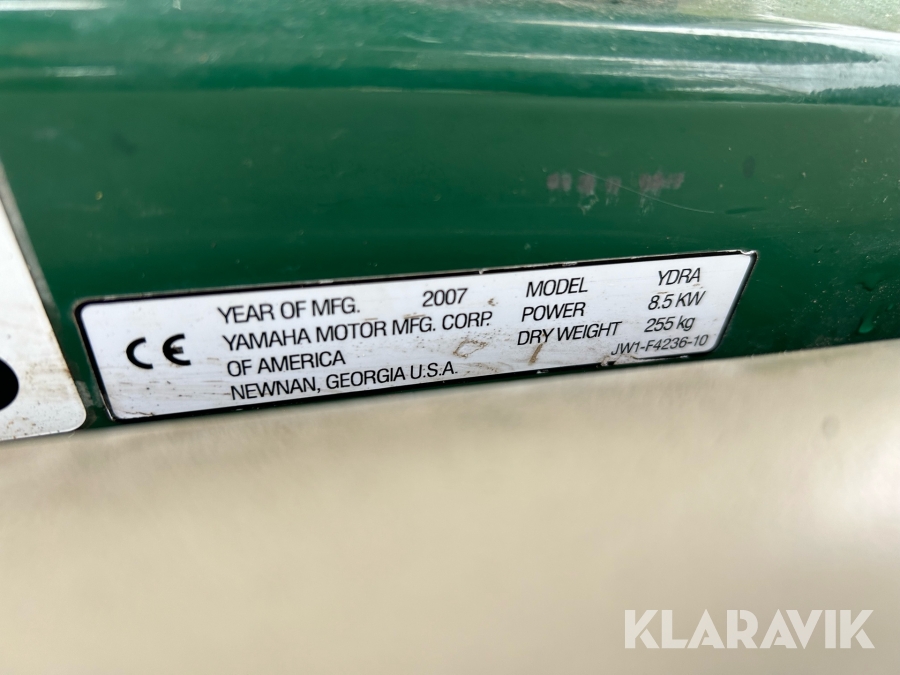 CE
YEAR OF MFG. 2007
YAMAHA MOTOR MFG. CORP.
OF AMERICA
NEWNAN, GEORGIA U.S.A.
MODEL YDRA
POWER 8.5 KW
DRY WEIGHT 255 kg
JW1-F4236-10
KLARAVIK